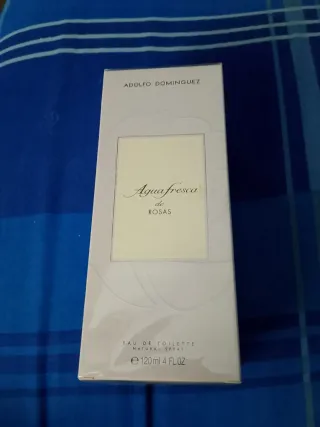 ADOLFO DOMINGUEZ
Agua fresca
de
ROSAS
EAU DE TOILETTE
NATURAL SPRAY
℮ 120 ml 4 FL.OZ